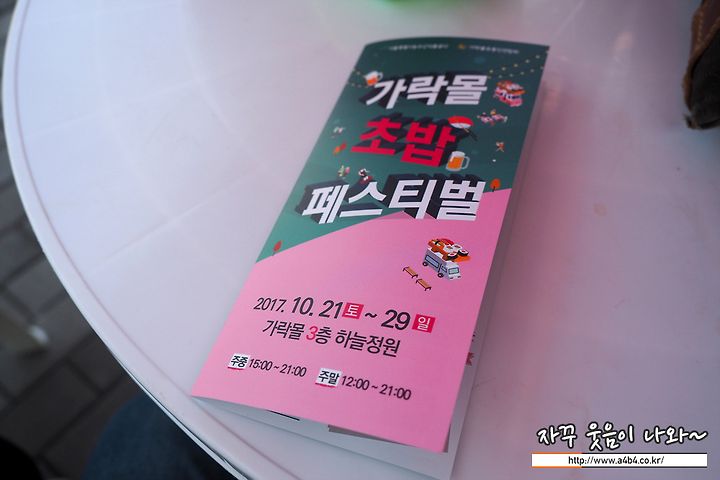 가락몰
초밥
페스티벌
2017. 10. 21 토 ~ 29 일
가락몰 3층 하늘정원
주중 15:00 ~ 21:00 주말 12:00 ~ 21:00
자꾸 웃음이 나와~
http://www.a4b4.co.kr/